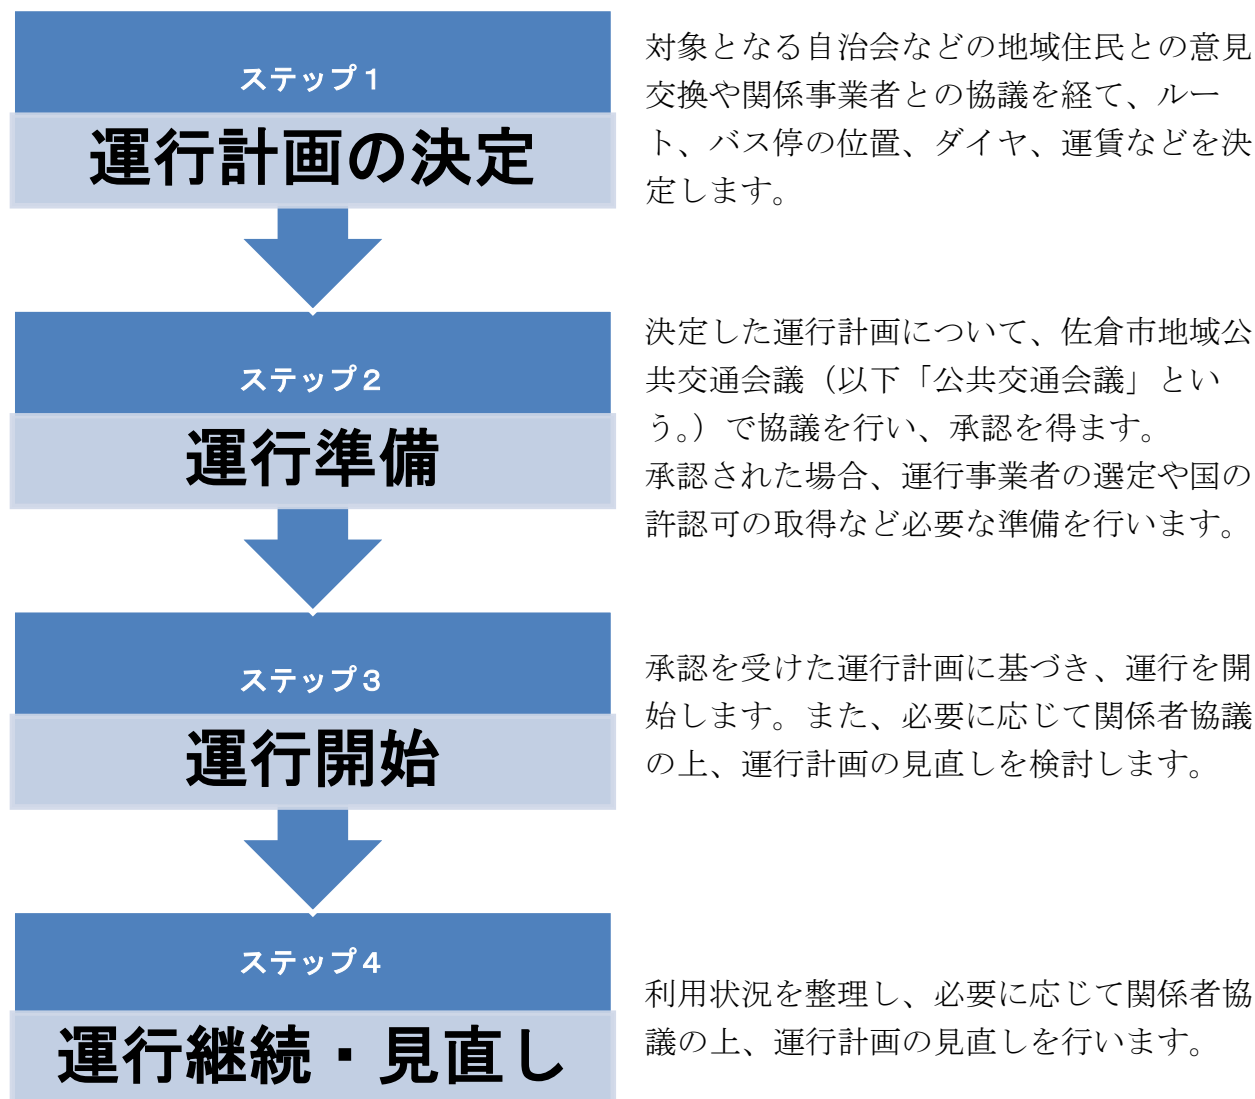 ステップ１
運行計画の決定
対象となる自治会などの地域住民との意見
交換や関係事業者との協議を経て、ルー
ト、バス停の位置、ダイヤ、運賃などを決
定します。
ステップ２
運行準備
決定した運行計画について、佐倉市地域公
共交通会議（以下「公共交通会議」とい
う。）で協議を行い、承認を得ます。
承認された場合、運行事業者の選定や国の
許認可の取得など必要な準備を行います。
ステップ３
運行開始
承認を受けた運行計画に基づき、運行を開
始します。また、必要に応じて関係者協議
の上、運行計画の見直しを検討します。
ステップ４
運行継続・見直し
利用状況を整理し、必要に応じて関係者協
議の上、運行計画の見直しを行います。